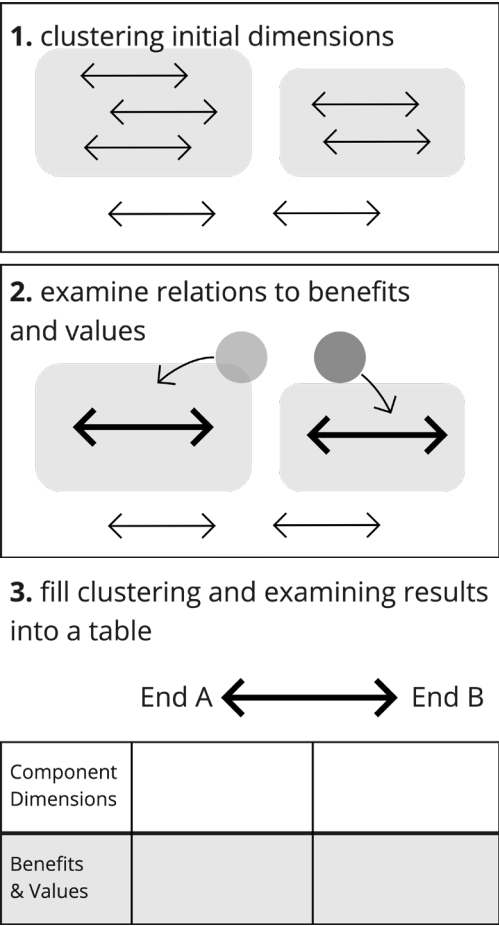 1. clustering initial dimensions
2. examine relations to benefits
and values
3. fill clustering and examining results
into a table
End A
End B
Component
Dimensions
Benefits
& Values